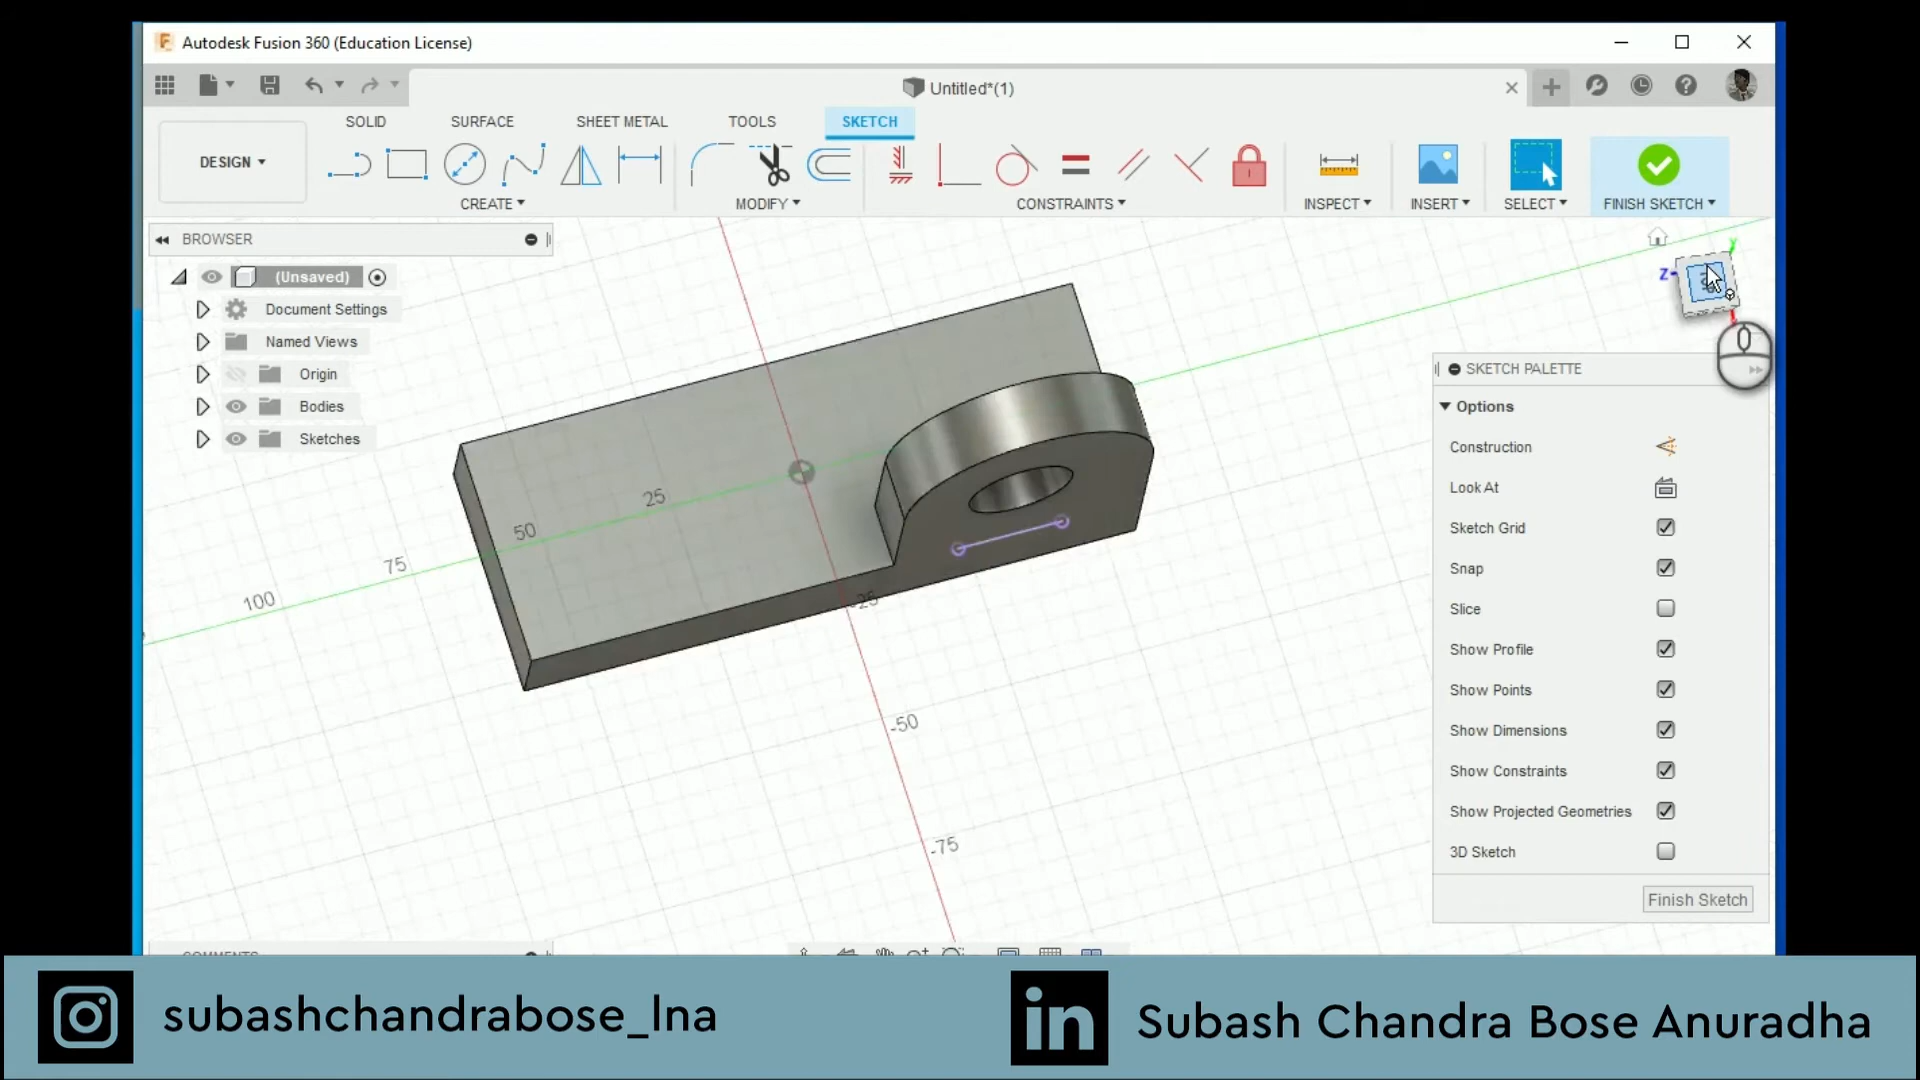 Autodesk Fusion 360 (Education License)
Untitled*(1)
SOLID SURFACE SHEET METAL TOOLS SKETCH
DESIGN
CREATE MODIFY CONSTRAINTS INSPECT INSERT SELECT FINISH SKETCH
BROWSER
(Unsaved)
Document Settings
Named Views
Origin
Bodies
Sketches
Y
Z
25
50
75
100
-25
-50
-75
SKETCH PALETTE
Options
Construction
Look At
Sketch Grid
Snap
Slice
Show Profile
Show Points
Show Dimensions
Show Constraints
Show Projected Geometries
3D Sketch
Finish Sketch
COMMENTS
subashchandrabose_lna
in
Subash Chandra Bose Anuradha